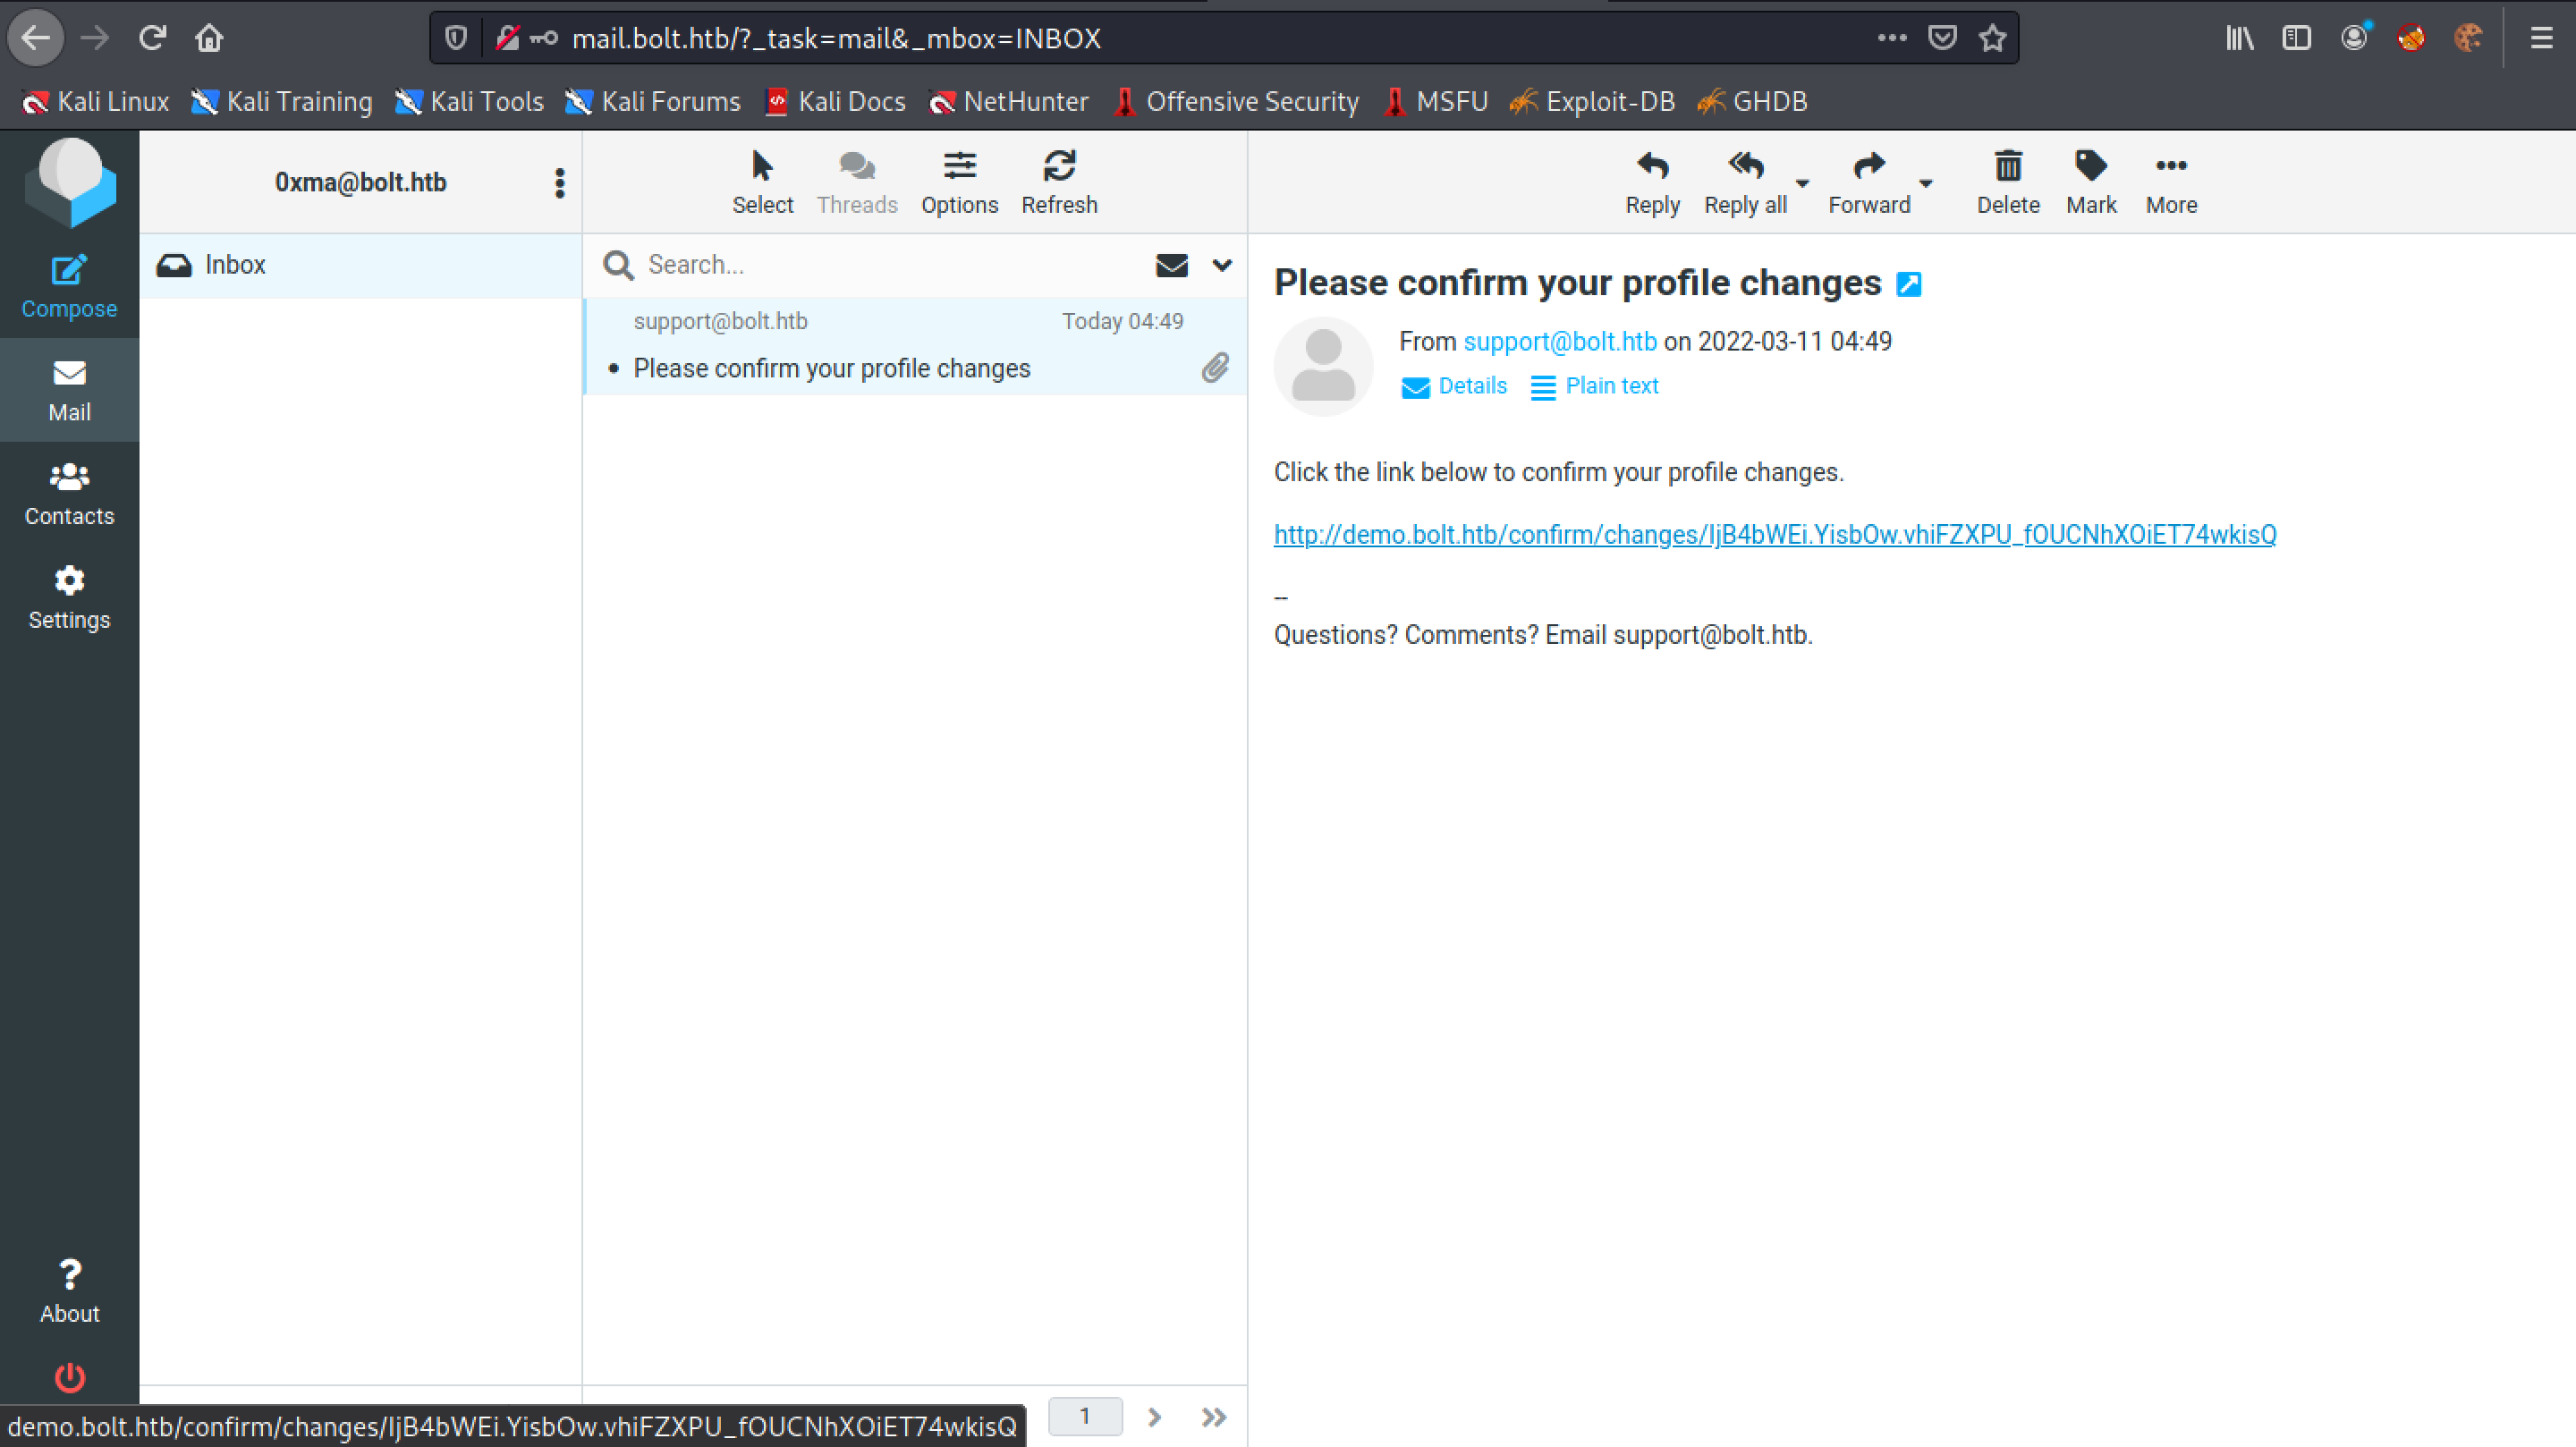 mail.bolt.htb/?_task=mail&_mbox=INBOX
Kali Linux Kali Training Kali Tools Kali Forums Kali Docs NetHunter Offensive Security MSFU Exploit-DB GHDB
0xma@bolt.htb
Select Threads Options Refresh
Reply Reply all Forward Delete Mark More
Compose
Mail
Contacts
Settings
About
Inbox
Search...
support@bolt.htb Today 04:49
• Please confirm your profile changes
Please confirm your profile changes
From support@bolt.htb on 2022-03-11 04:49
Details Plain text
Click the link below to confirm your profile changes.
http://demo.bolt.htb/confirm/changes/IjB4bWEi.YisbOw.vhiFZXPU_fOUCNhXOiET74wkisQ
--
Questions? Comments? Email support@bolt.htb.
1
demo.bolt.htb/confirm/changes/IjB4bWEi.YisbOw.vhiFZXPU_fOUCNhXOiET74wkisQ